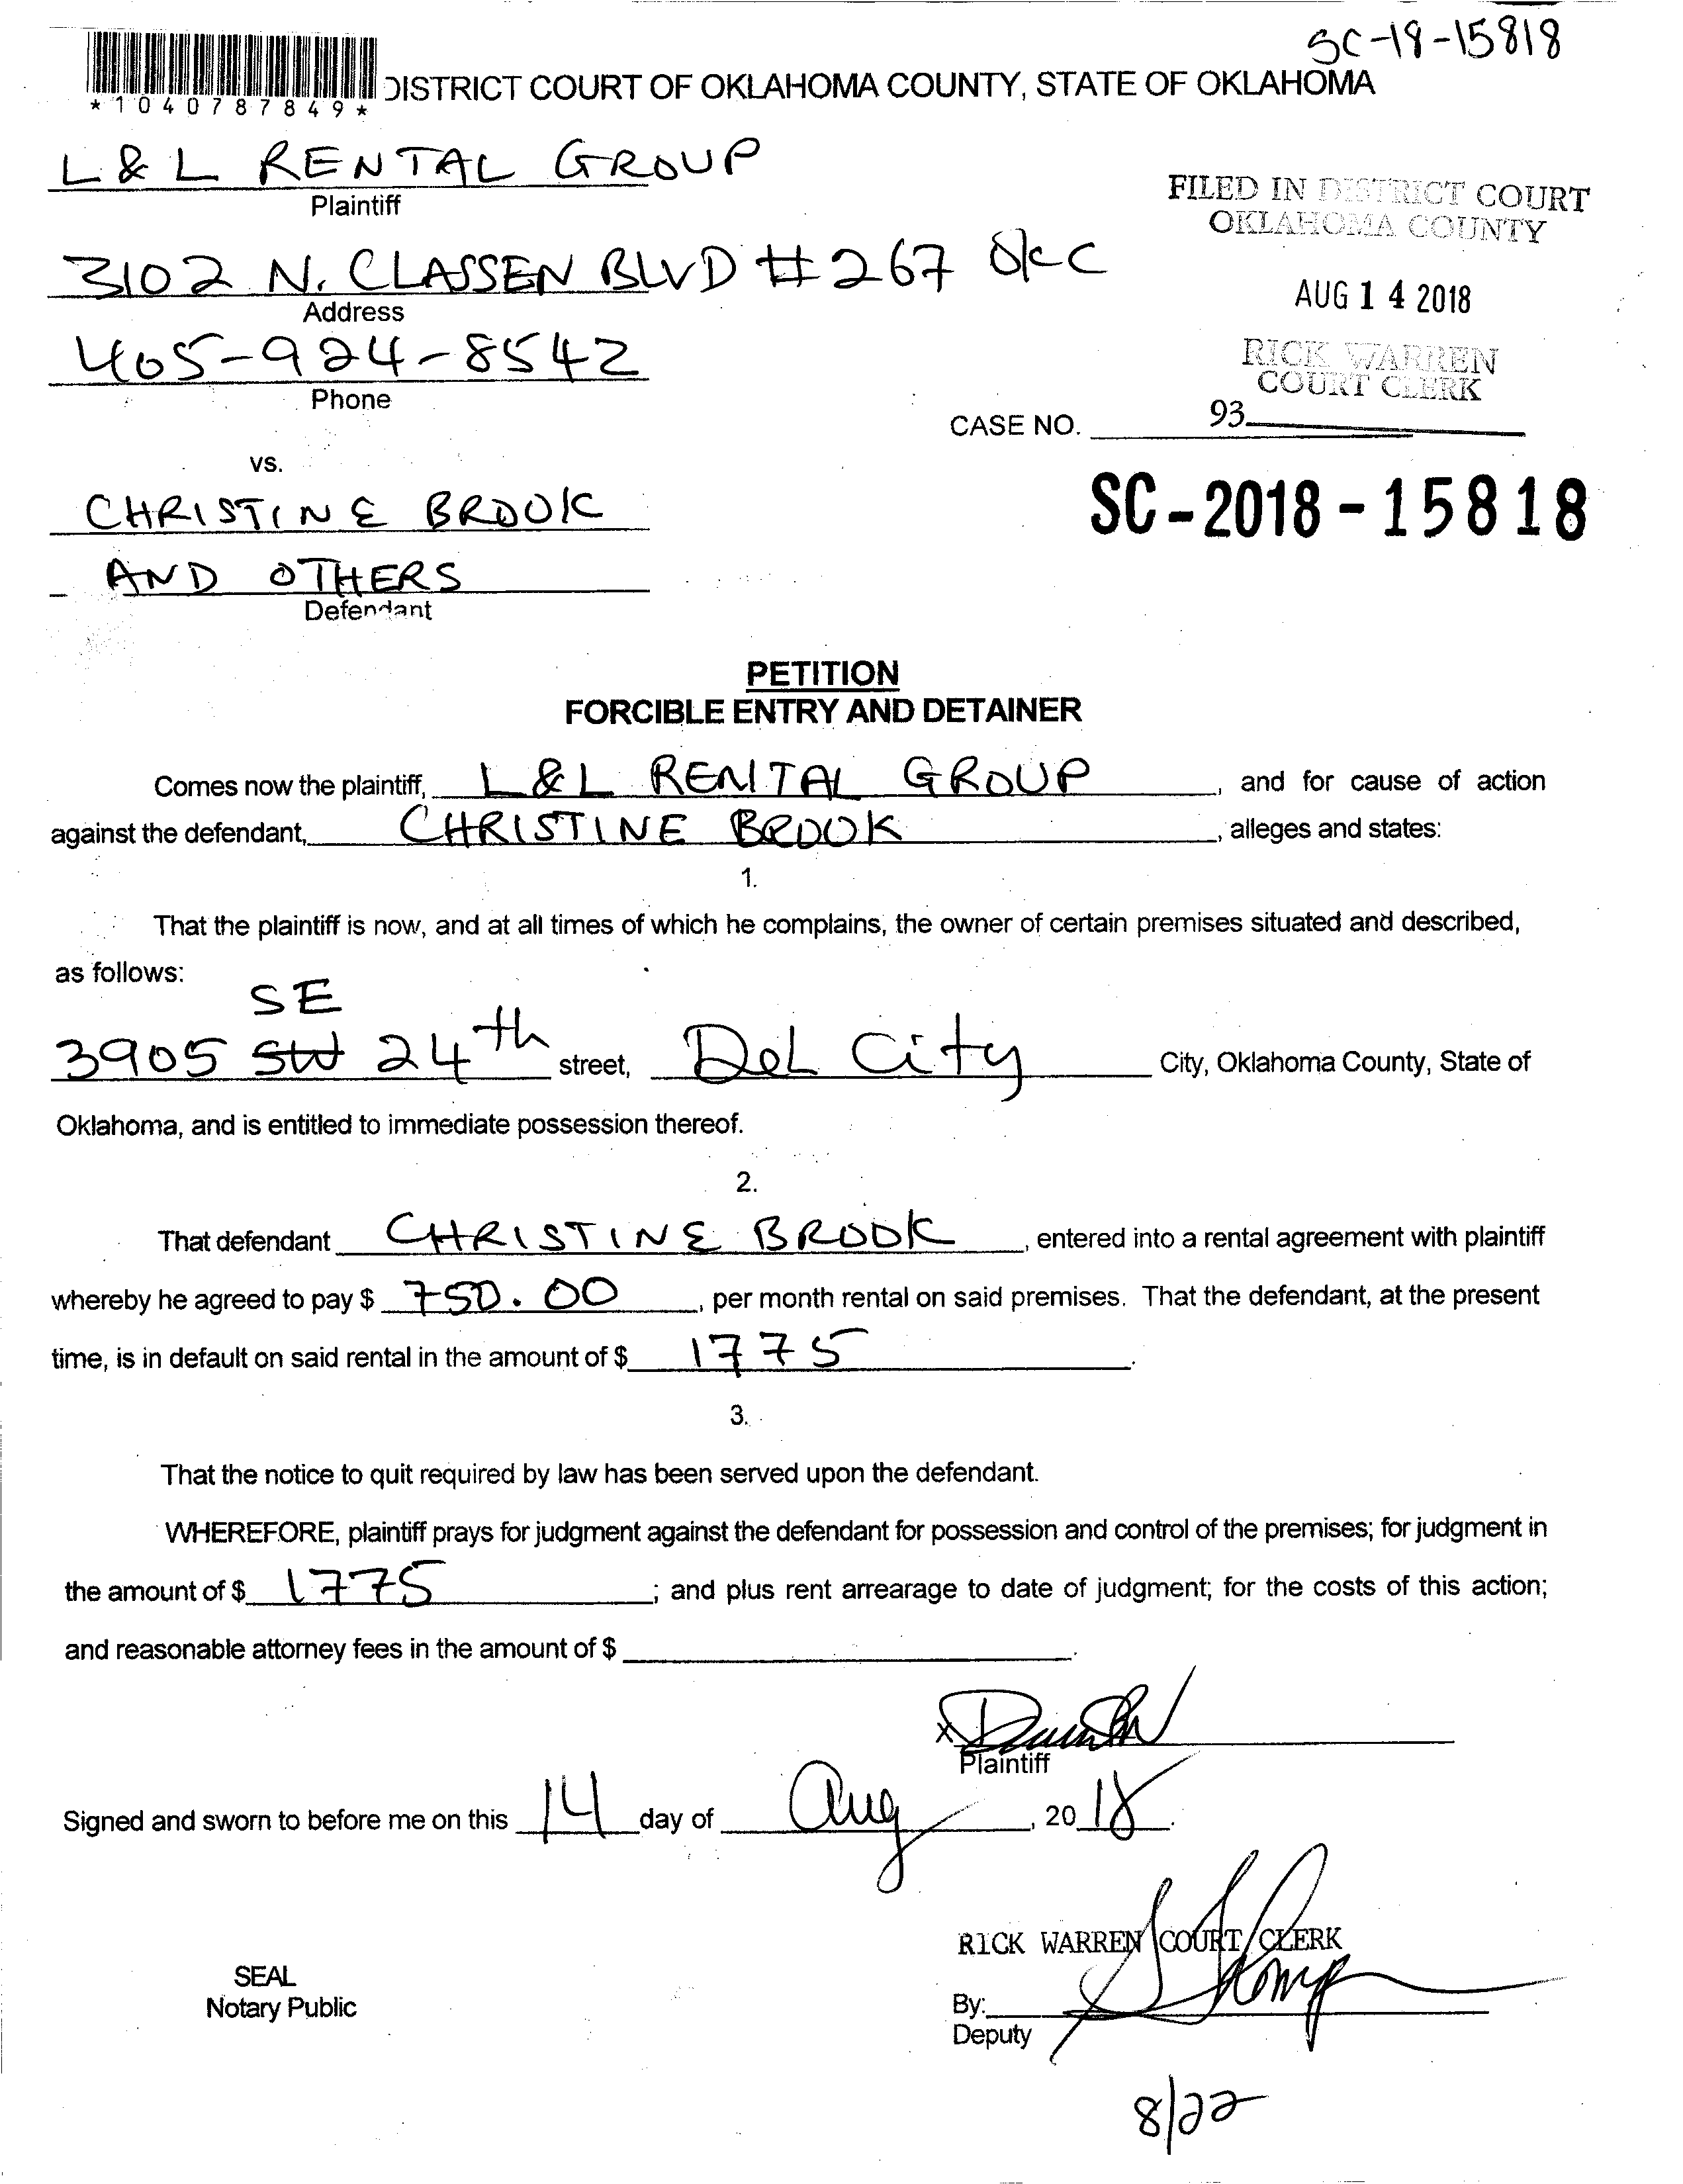 SC-18-15818
*1040787849*
DISTRICT COURT OF OKLAHOMA COUNTY, STATE OF OKLAHOMA
L & L RENTAL GROUP
Plaintiff
FILED IN DISTRICT COURT
OKLAHOMA COUNTY
3102 N. CLASSEN BLVD #267 OKC
Address
AUG 14 2018
405-924-8542
Phone
RICK WARREN
COURT CLERK
CASE NO. 93
vs.
SC-2018-15818
CHRISTINE BROOK
AND OTHERS
Defendant
PETITION
FORCIBLE ENTRY AND DETAINER
Comes now the plaintiff, L & L RENTAL GROUP, and for cause of action
against the defendant, CHRISTINE BROOK, alleges and states:
1.
That the plaintiff is now, and at all times of which he complains, the owner of certain premises situated and described,
as follows:
SE
3905 SW 24th street, Del City City, Oklahoma County, State of
Oklahoma, and is entitled to immediate possession thereof.
2.
That defendant CHRISTINE BROOK, entered into a rental agreement with plaintiff
whereby he agreed to pay $ 750.00, per month rental on said premises. That the defendant, at the present
time, is in default on said rental in the amount of $ 1775.
3.
That the notice to quit required by law has been served upon the defendant.
WHEREFORE, plaintiff prays for judgment against the defendant for possession and control of the premises; for judgment in
the amount of $ 1775; and plus rent arrearage to date of judgment; for the costs of this action;
and reasonable attorney fees in the amount of $ .
X
Plaintiff
Signed and sworn to before me on this 14 day of Aug, 2018.
RICK WARREN COURT CLERK
SEAL
Notary Public
By:
Deputy
8/22